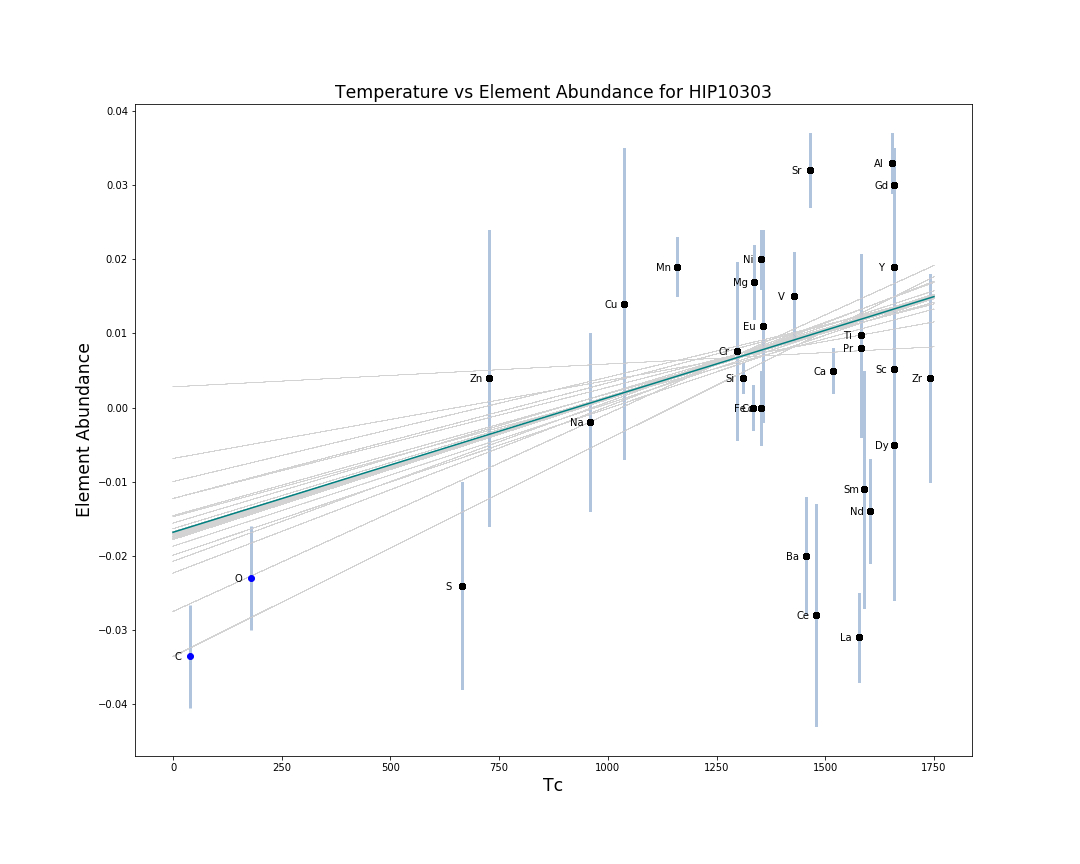 Temperature vs Element Abundance for HIP10303
0.04
0.03
0.02
0.01
0.00
−0.01
−0.02
−0.03
−0.04
Element Abundance
Al
Sr
Gd
Ni
Mn
Y
Mg
V
Cu
Eu
Ti
Pr
Cr
Ca
Sc
Zn
Si
Zr
Fe
Co
Na
Dy
Sm
Nd
Ba
O
S
Ce
La
C
0
250
500
750
1000
1250
1500
1750
Tc